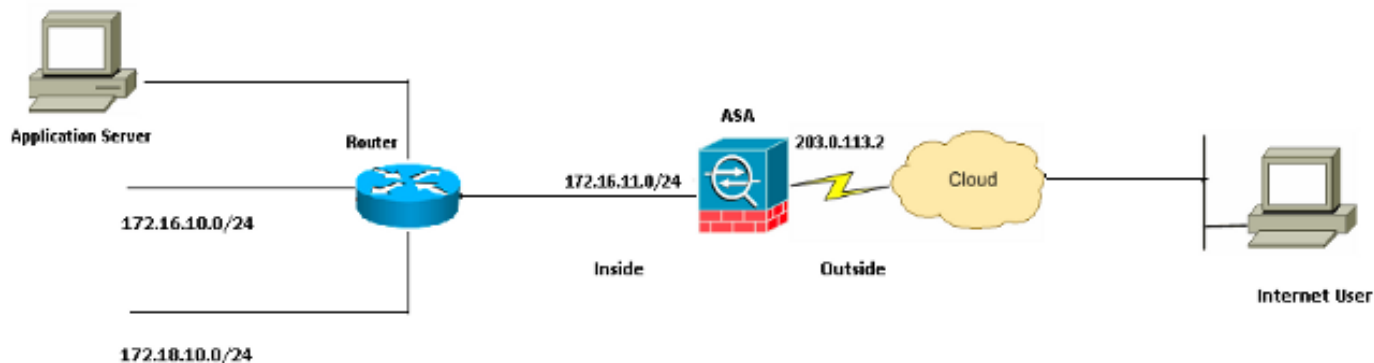 Application Server
Router
172.16.10.0/24
172.18.10.0/24
172.16.11.0/24
Inside
ASA
203.0.113.2
Outside
Cloud
Internet User